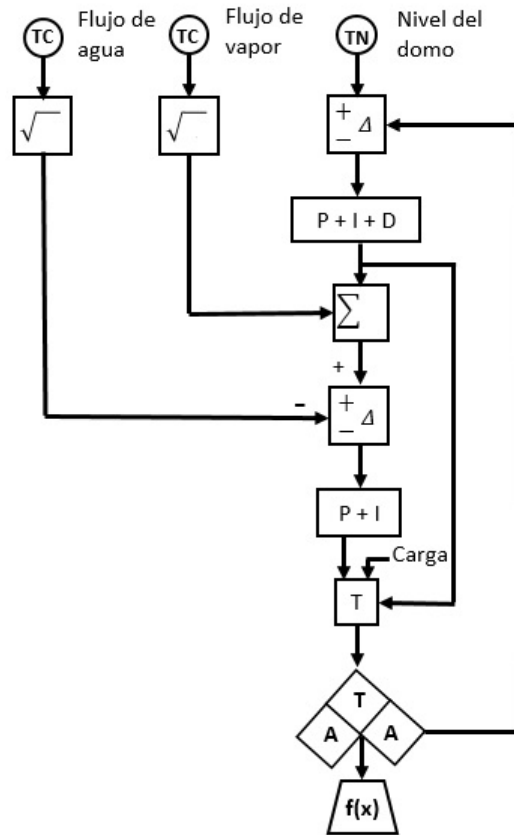 TC
Flujo de
agua
TC
Flujo de
vapor
TN
Nivel del
domo
√
√
+
− Δ
P + I + D
∑
+
-
+
− Δ
P + I
Carga
T
T
A
A
f(x)